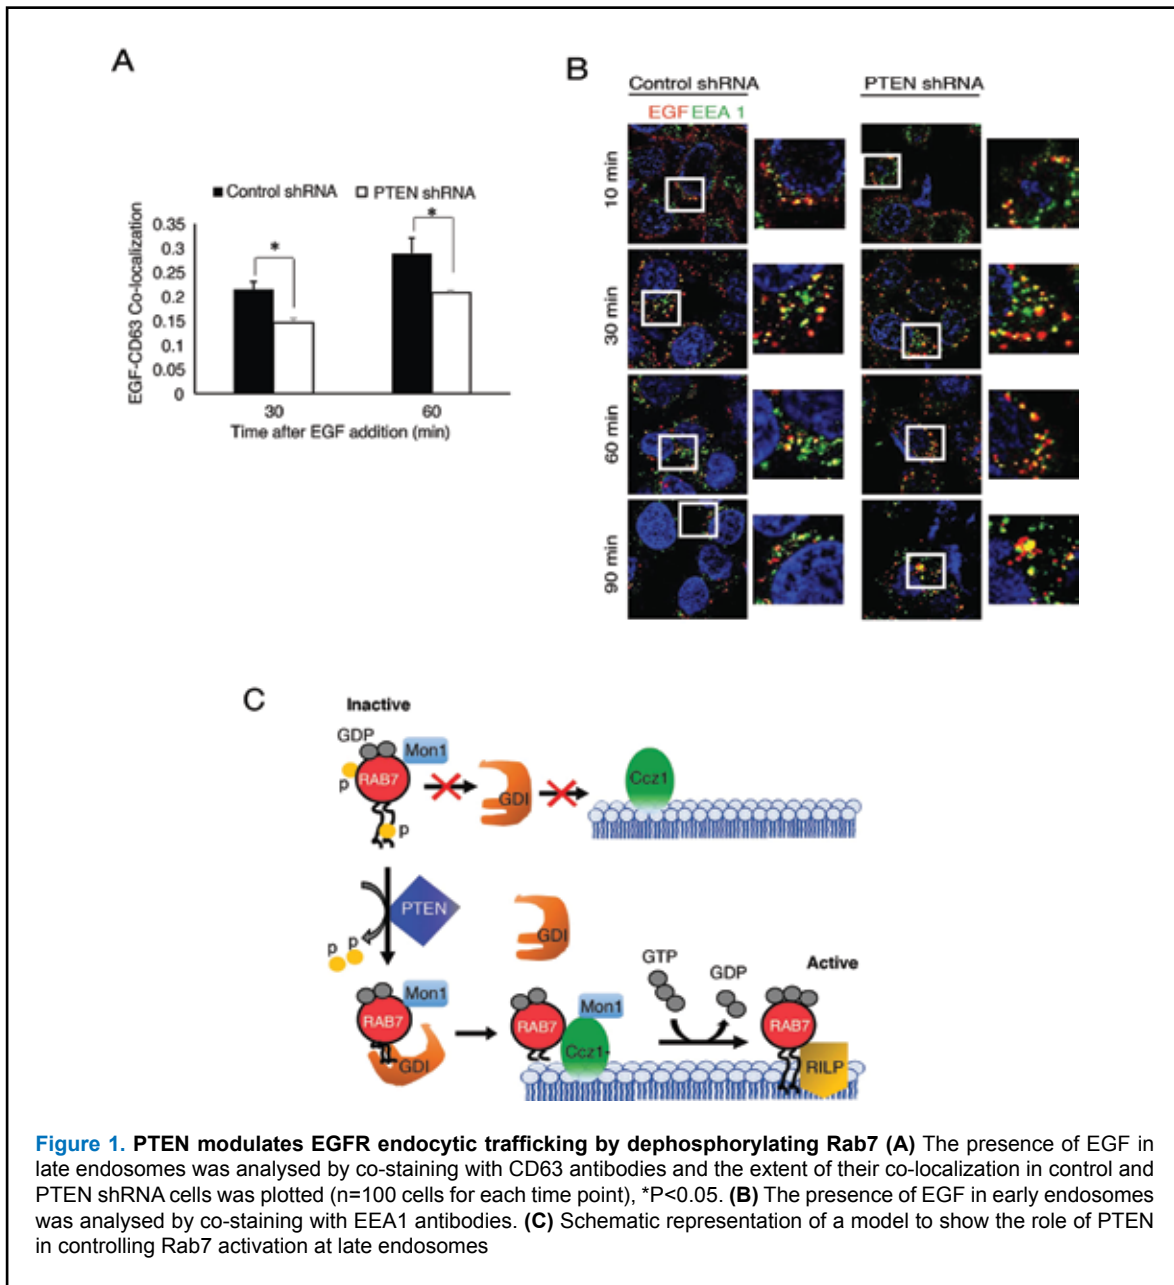 A
Control shRNA PTEN shRNA
EGF-CD63 Co-localization
0.35
0.3
0.25
0.2
0.15
0.1
0.05
0
*
*
30 60
Time after EGF addition (min)
B
Control shRNA PTEN shRNA
EGF EEA 1
10 min
30 min
60 min
90 min
C
Inactive
GDP
Mon1
RAB7
p
p
GDI
Ccz1
PTEN
p p
GDI
GTP
GDP
Active
Mon1
RAB7
GDI
Mon1
RAB7
Ccz1
RAB7
RILP
Figure 1. PTEN modulates EGFR endocytic trafficking by dephosphorylating Rab7 (A) The presence of EGF in
late endosomes was analysed by co-staining with CD63 antibodies and the extent of their co-localization in control and
PTEN shRNA cells was plotted (n=100 cells for each time point), *P<0.05. (B) The presence of EGF in early endosomes
was analysed by co-staining with EEA1 antibodies. (C) Schematic representation of a model to show the role of PTEN
in controlling Rab7 activation at late endosomes